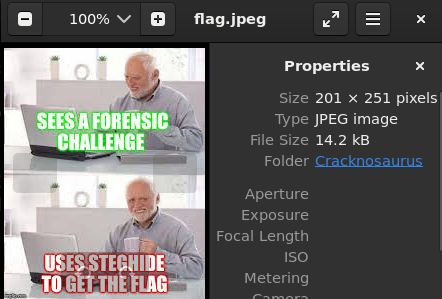 100%
flag.jpeg
SEES A FORENSIC
CHALLENGE
USES STEGHIDE
TO GET THE FLAG
imgflip.com
Properties
Size 201 × 251 pixels
Type JPEG image
File Size 14.2 kB
Folder Cracknosaurus
Aperture
Exposure
Focal Length
ISO
Metering
Camera